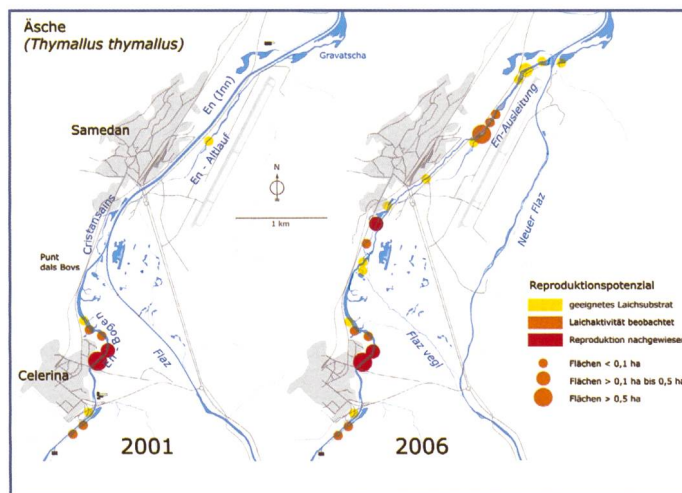 Äsche
(Thymallus thymallus)
Gravatscha
En (Inn)
Samedan
En - Altlauf
N
1 km
Cristansains
Punt
dals Bovs
Bogen
Flaz
Celerina
2001
En-Ausleitung
Neuer Flaz
Flaz vegl
2006
Reproduktionspotenzial
geeignetes Laichsubstrat
Laichaktivität beobachtet
Reproduktion nachgewiesen
Flächen < 0,1 ha
Flächen > 0,1 ha bis 0,5 ha
Flächen > 0,5 ha